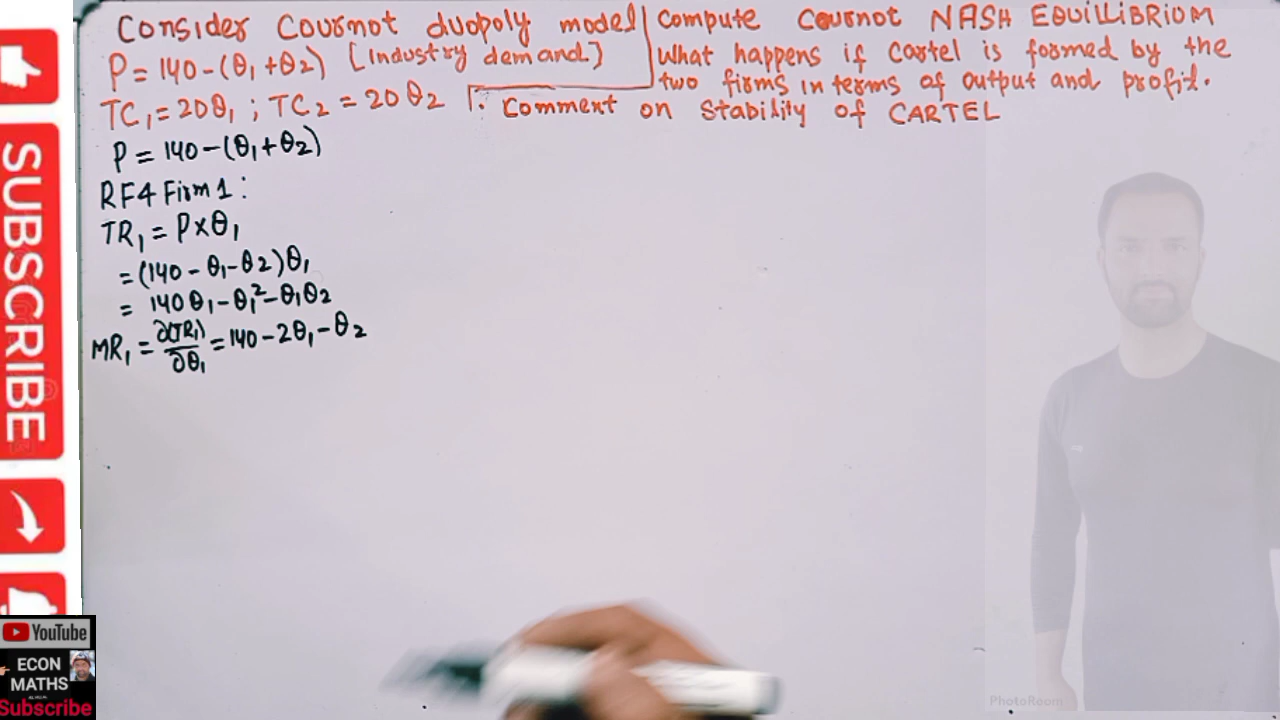 Consider Cournot duopoly model
P = 140 - (θ1 + θ2) [Industry demand]
TC1 = 20θ1 ; TC2 = 20θ2
Compute Cournot NASH EQUILLIBRIUM
What happens if Cartel is formed by the
two firms in terms of output and profit.
Comment on Stability of CARTEL
P = 140 - (θ1 + θ2)
RF4 Firm 1:
TR1 = P × θ1
= (140 - θ1 - θ2) θ1
= 140θ1 - θ1² - θ1θ2
MR1 = ∂(TR1)/∂θ1 = 140 - 2θ1 - θ2
SUBSCRIBE
YouTube
ECON
MATHS
Subscribe
PhotoRoom